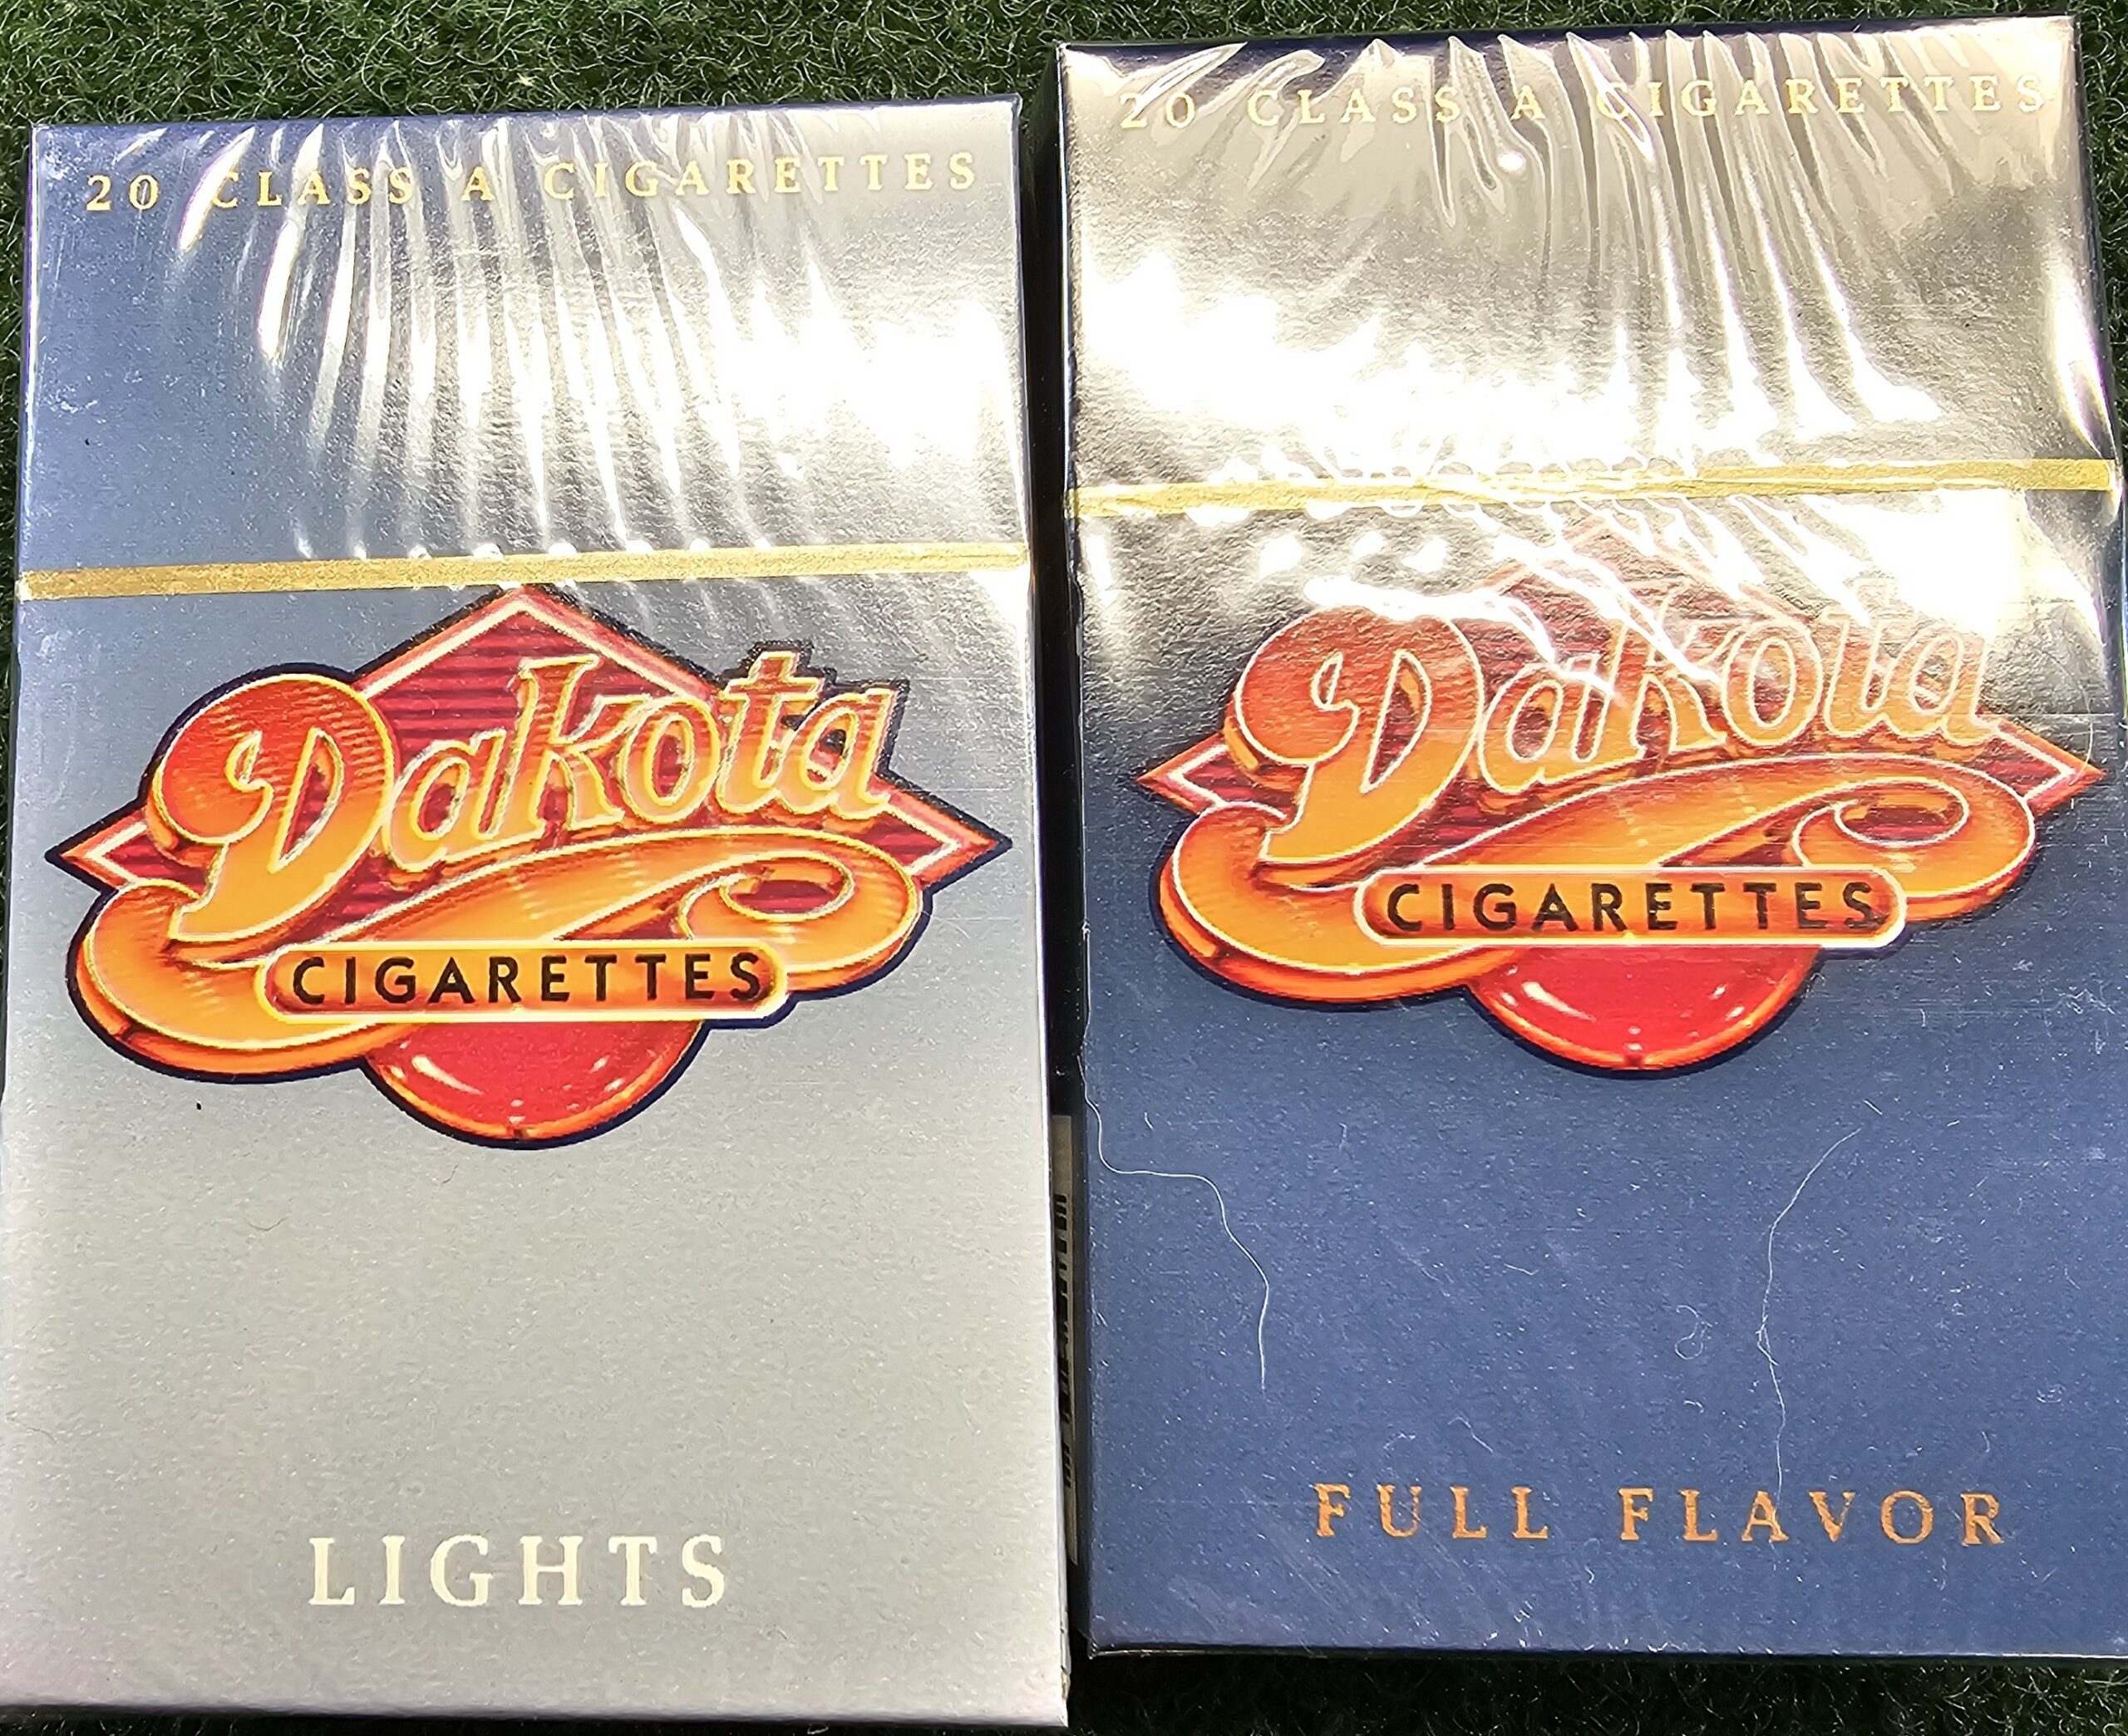 20 CLASS A CIGARETTES
Dakota
CIGARETTES
LIGHTS
20 CLASS A CIGARETTES
Dakota
CIGARETTES
FULL FLAVOR